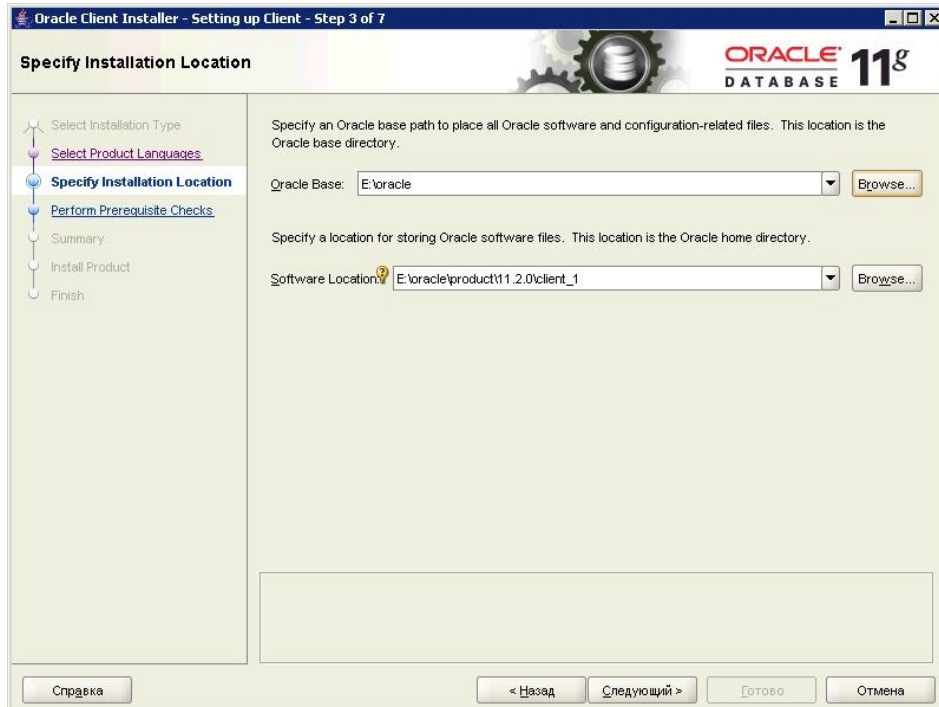 Oracle Client Installer - Setting up Client - Step 3 of 7
Specify Installation Location
ORACLE
DATABASE
11g
Select Installation Type
Select Product Languages
Specify Installation Location
Perform Prerequisite Checks
Summary
Install Product
Finish
Specify an Oracle base path to place all Oracle software and configuration-related files. This location is the
Oracle base directory.
Oracle Base: E:\oracle Browse...
Specify a location for storing Oracle software files. This location is the Oracle home directory.
Software Location: E:\oracle\product\11.2.0\client_1 Browse...
Справка < Назад Следующий > Готово Отмена